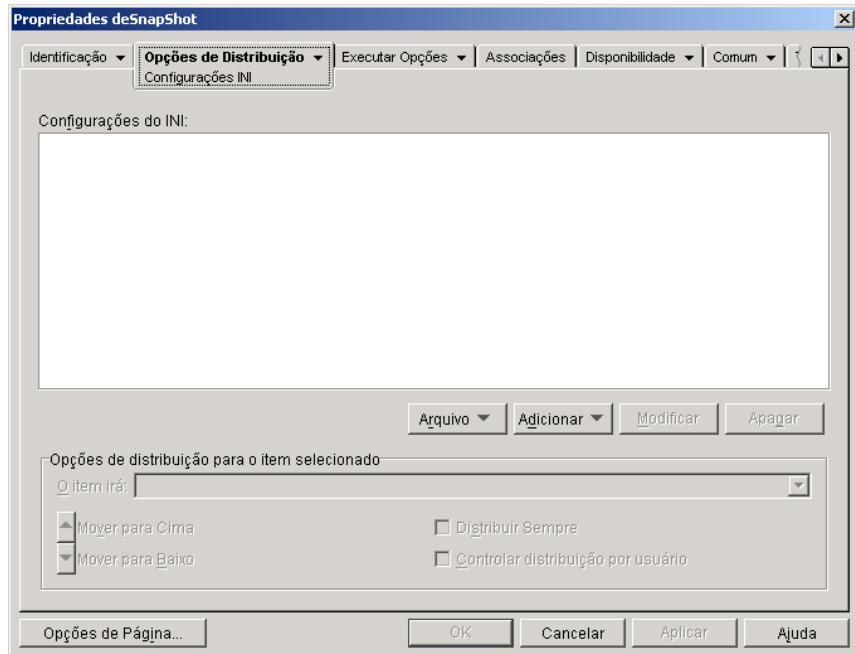 Propriedades deSnapShot
Identificação Opções de Distribuição Executar Opções Associações Disponibilidade Comum
Configurações INI
Configurações do INI:
Arquivo Adicionar Modificar Apagar
Opções de distribuição para o item selecionado
O item irá:
Mover para Cima Distribuir Sempre
Mover para Baixo Controlar distribuição por usuário
Opções de Página... OK Cancelar Aplicar Ajuda